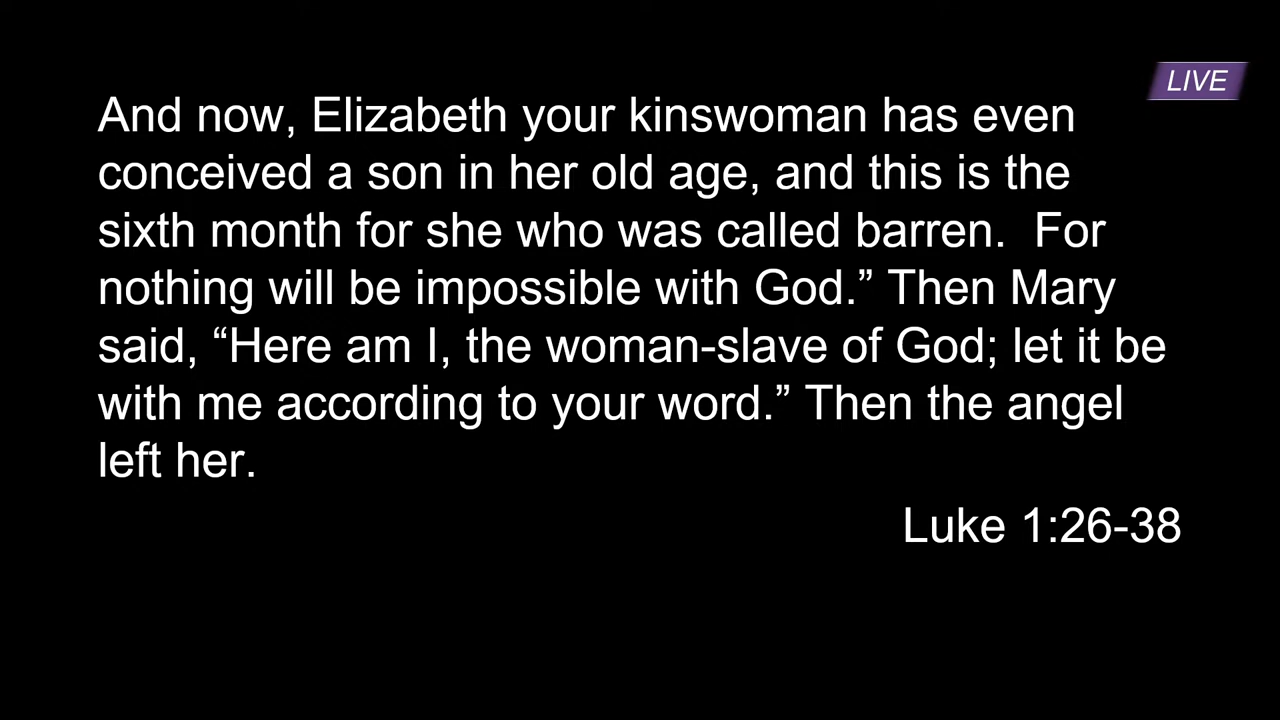 LIVE
And now, Elizabeth your kinswoman has even
conceived a son in her old age, and this is the
sixth month for she who was called barren.  For
nothing will be impossible with God.” Then Mary
said, “Here am I, the woman-slave of God; let it be
with me according to your word.” Then the angel
left her.
Luke 1:26-38